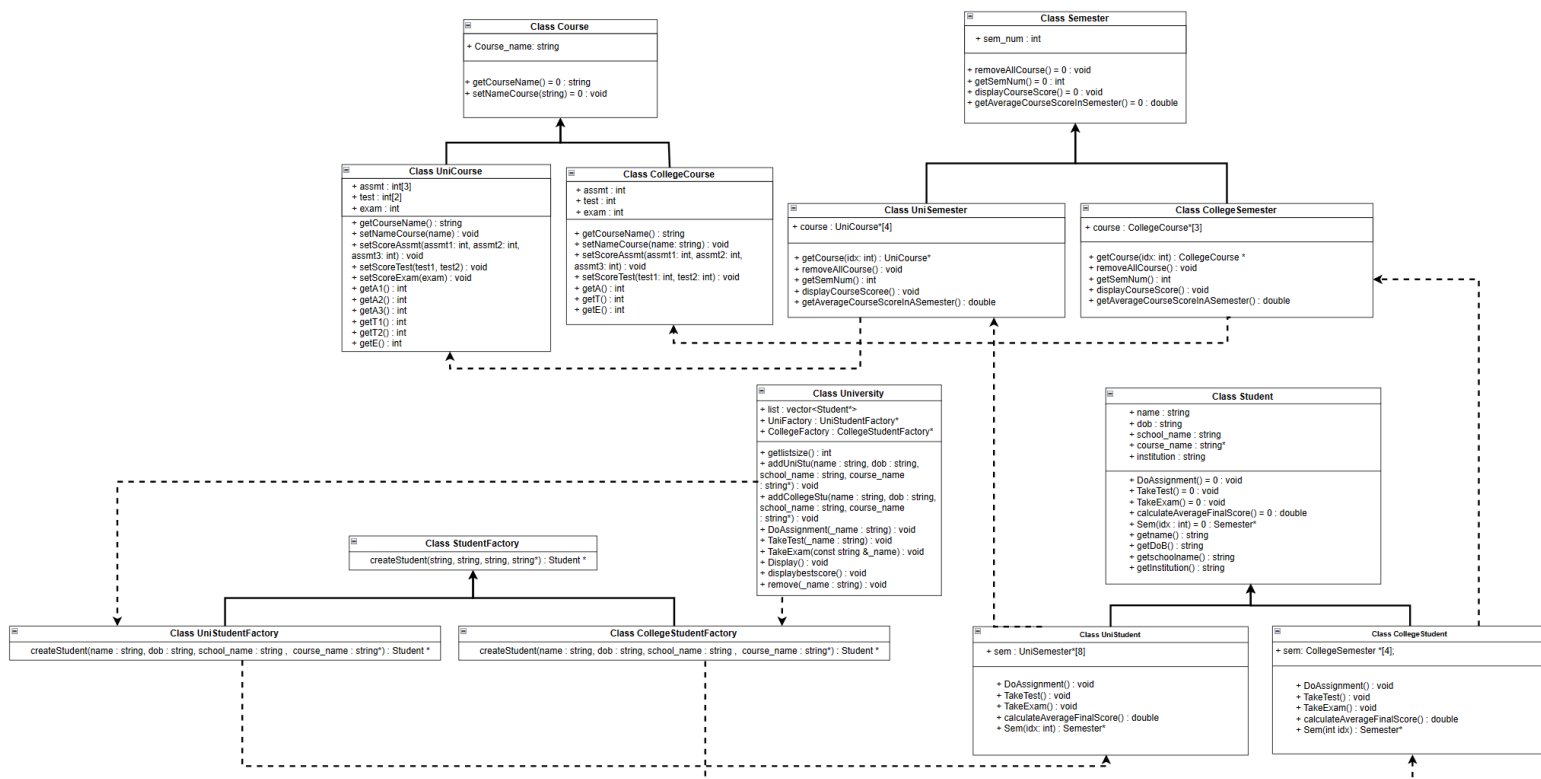 Class Course
+ Course_name: string
+ getCourseName() = 0 : string
+ setNameCourse(string) = 0 : void
Class Semester
+ sem_num : int
+ removeAllCourse() = 0 : void
+ getSemNum() = 0 : int
+ displayCourseScore() = 0 : void
+ getAverageCourseScoreInSemester() = 0 : double
Class UniCourse
+ assmt : int[3]
+ test : int[2]
+ exam : int
+ getCourseName() : string
+ setNameCourse(name) : void
+ setScoreAssmt(assmt1: int, assmt2: int,
assmt3: int) : void
+ setScoreTest(test1, test2) : void
+ setScoreExam(exam) : void
+ getA1() : int
+ getA2() : int
+ getA3() : int
+ getT1() : int
+ getT2() : int
+ getE() : int
Class CollegeCourse
+ assmt : int
+ test : int
+ exam : int
+ getCourseName() : string
+ setNameCourse(name: string) : void
+ setScoreAssmt(assmt1: int, assmt2: int,
assmt3: int) : void
+ setScoreTest(test1: int, test2: int) : void
+ getA() : int
+ getT() : int
+ getE() : int
Class UniSemester
+ course : UniCourse*[4]
+ getCourse(idx: int) : UniCourse*
+ removeAllCourse() : void
+ getSemNum() : int
+ displayCourseScoree() : void
+ getAverageCourseScoreInASemester() : double
Class CollegeSemester
+ course : CollegeCourse*[3]
+ getCourse(idx: int) : CollegeCourse *
+ removeAllCourse() : void
+ getSemNum() : int
+ displayCourseScore() : void
+ getAverageCourseScoreInASemester() : double
Class University
+ list : vector<Student*>
+ UniFactory : UniStudentFactory*
+ CollegeFactory : CollegeStudentFactory*
+ getlistsize() : int
+ addUniStu(name : string, dob : string,
school_name : string, course_name
: string*) : void
+ addCollegeStu(name : string, dob : string,
school_name : string, course_name
: string*) : void
+ DoAssignment(_name : string) : void
+ TakeTest(_name : string) : void
+ TakeExam(const string &_name) : void
+ Display() : void
+ displaybestscore() : void
+ remove(_name : string) : void
Class Student
+ name : string
+ dob : string
+ school_name : string
+ course_name : string*
+ institution : string
+ DoAssignment() = 0 : void
+ TakeTest() = 0 : void
+ TakeExam() = 0 : void
+ calculateAverageFinalScore() = 0 : double
+ Sem(idx : int) = 0 : Semester*
+ getname() : string
+ getDoB() : string
+ getschoolname() : string
+ getInstitution() : string
Class StudentFactory
createStudent(string, string, string, string*) : Student *
Class UniStudentFactory
createStudent(name : string, dob : string, school_name : string , course_name : string*) : Student *
Class CollegeStudentFactory
createStudent(name : string, dob : string, school_name : string , course_name : string*) : Student *
Class UniStudent
+ sem : UniSemester*[8]
+ DoAssignment() : void
+ TakeTest() : void
+ TakeExam() : void
+ calculateAverageFinalScore() : double
+ Sem(idx: int) : Semester*
Class CollegeStudent
+ sem: CollegeSemester *[4];
+ DoAssignment() : void
+ TakeTest() : void
+ TakeExam() : void
+ calculateAverageFinalScore() : double
+ Sem(int idx) : Semester*